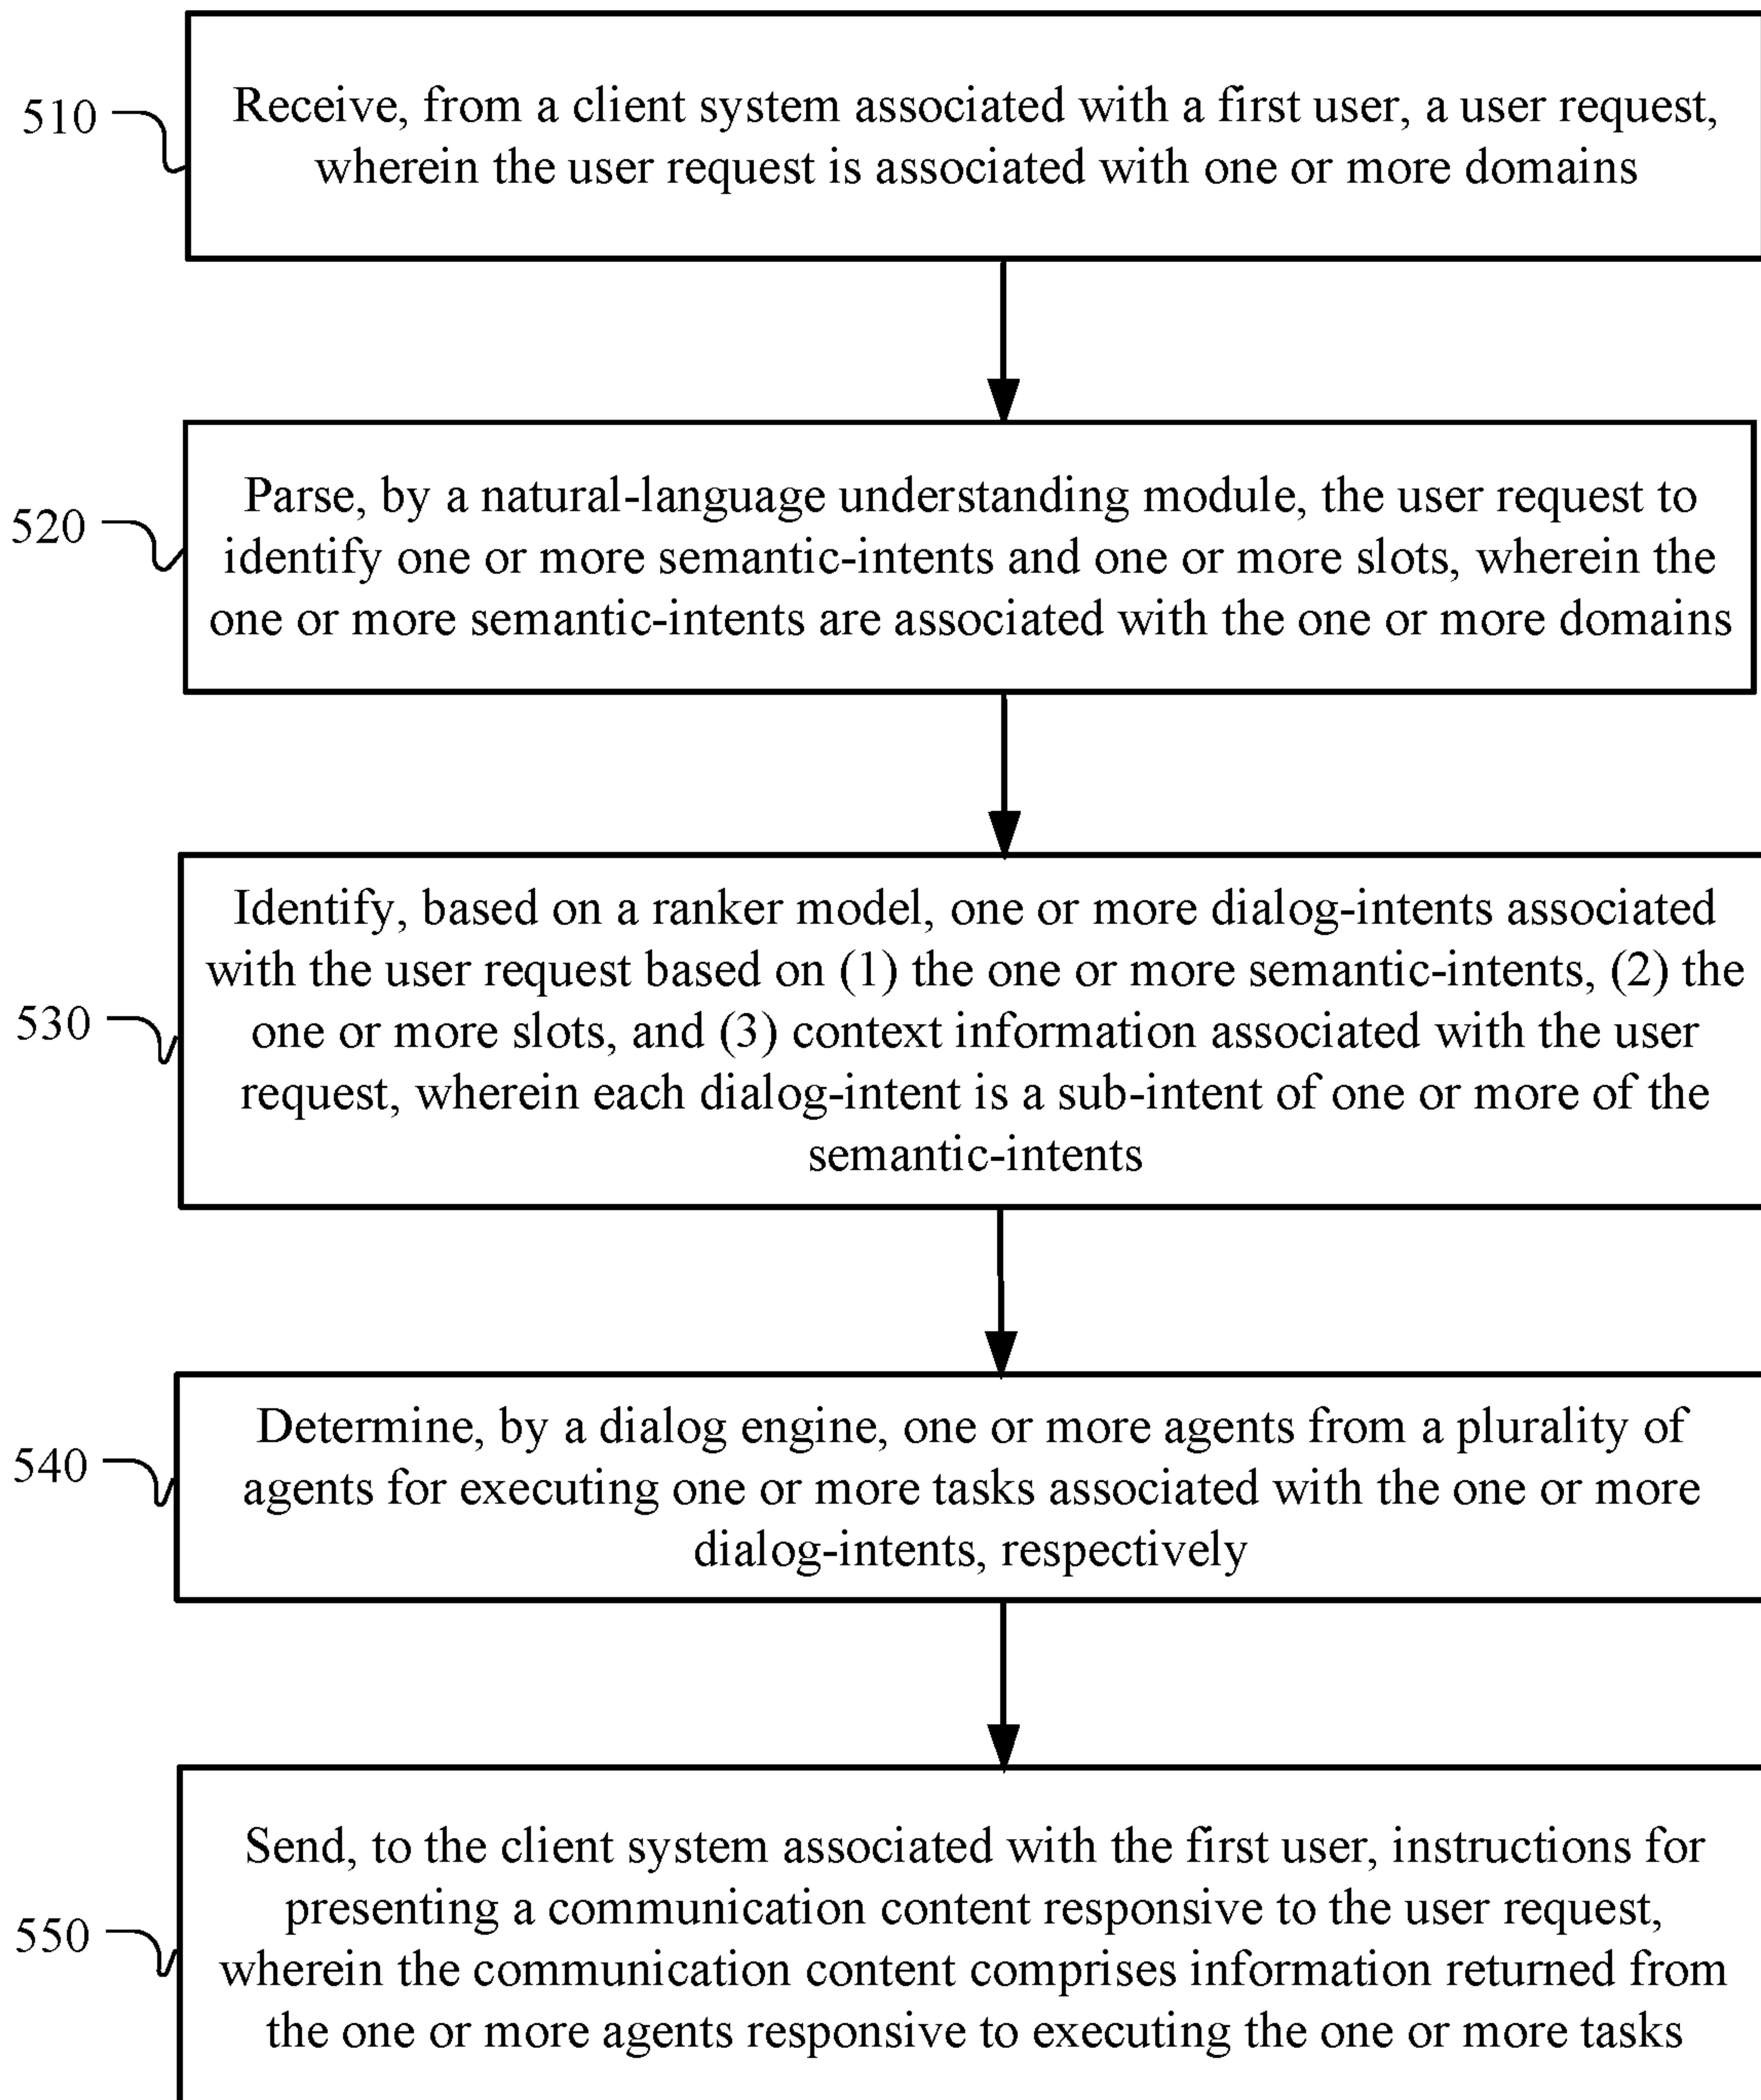 510
Receive, from a client system associated with a first user, a user request,
wherein the user request is associated with one or more domains
520
Parse, by a natural-language understanding module, the user request to
identify one or more semantic-intents and one or more slots, wherein the
one or more semantic-intents are associated with the one or more domains
530
Identify, based on a ranker model, one or more dialog-intents associated
with the user request based on (1) the one or more semantic-intents, (2) the
one or more slots, and (3) context information associated with the user
request, wherein each dialog-intent is a sub-intent of one or more of the
semantic-intents
540
Determine, by a dialog engine, one or more agents from a plurality of
agents for executing one or more tasks associated with the one or more
dialog-intents, respectively
550
Send, to the client system associated with the first user, instructions for
presenting a communication content responsive to the user request,
wherein the communication content comprises information returned from
the one or more agents responsive to executing the one or more tasks